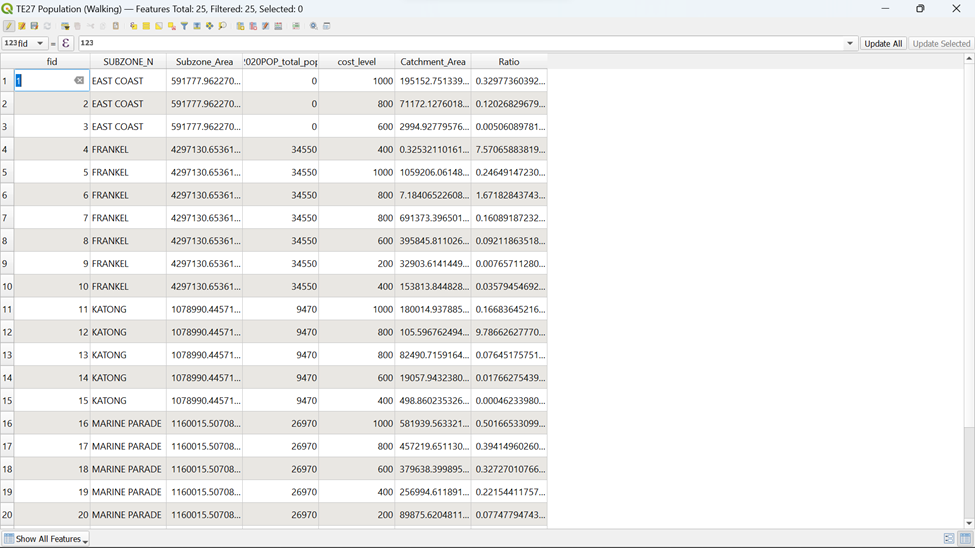 TE27 Population (Walking) — Features Total: 25, Filtered: 25, Selected: 0
123 fid = ε 123 Update All Update Selected
fid SUBZONE_N Subzone_Area 2020POP_total_pop cost_level Catchment_Area Ratio
1 1 EAST COAST 591777.962270... 0 1000 195152.751339... 0.32977360392...
2 2 EAST COAST 591777.962270... 0 800 71172.1276018... 0.12026829679...
3 3 EAST COAST 591777.962270... 0 600 2994.92779576... 0.00506089781...
4 4 FRANKEL 4297130.65361... 34550 400 0.32532110161... 7.57065883819...
5 5 FRANKEL 4297130.65361... 34550 1000 1059206.06148... 0.24649147230...
6 6 FRANKEL 4297130.65361... 34550 800 7.18406522608... 1.67182843743...
7 7 FRANKEL 4297130.65361... 34550 800 691373.396501... 0.16089187232...
8 8 FRANKEL 4297130.65361... 34550 600 395845.811026... 0.09211863518...
9 9 FRANKEL 4297130.65361... 34550 200 32903.6141449... 0.00765711280...
10 10 FRANKEL 4297130.65361... 34550 400 153813.844828... 0.03579454692...
11 11 KATONG 1078990.44571... 9470 1000 180014.937885... 0.16683645216...
12 12 KATONG 1078990.44571... 9470 800 105.596762494... 9.78662627770...
13 13 KATONG 1078990.44571... 9470 800 82490.7159164... 0.07645175751...
14 14 KATONG 1078990.44571... 9470 600 19057.9432380... 0.01766275439...
15 15 KATONG 1078990.44571... 9470 400 498.860235326... 0.00046233980...
16 16 MARINE PARADE 1160015.50708... 26970 1000 581939.563321... 0.50166533099...
17 17 MARINE PARADE 1160015.50708... 26970 800 457219.651130... 0.39414960260...
18 18 MARINE PARADE 1160015.50708... 26970 600 379638.399895... 0.32727010766...
19 19 MARINE PARADE 1160015.50708... 26970 400 256994.611891... 0.22154411757...
20 20 MARINE PARADE 1160015.50708... 26970 200 89875.6204811... 0.07747794743...
Show All Features